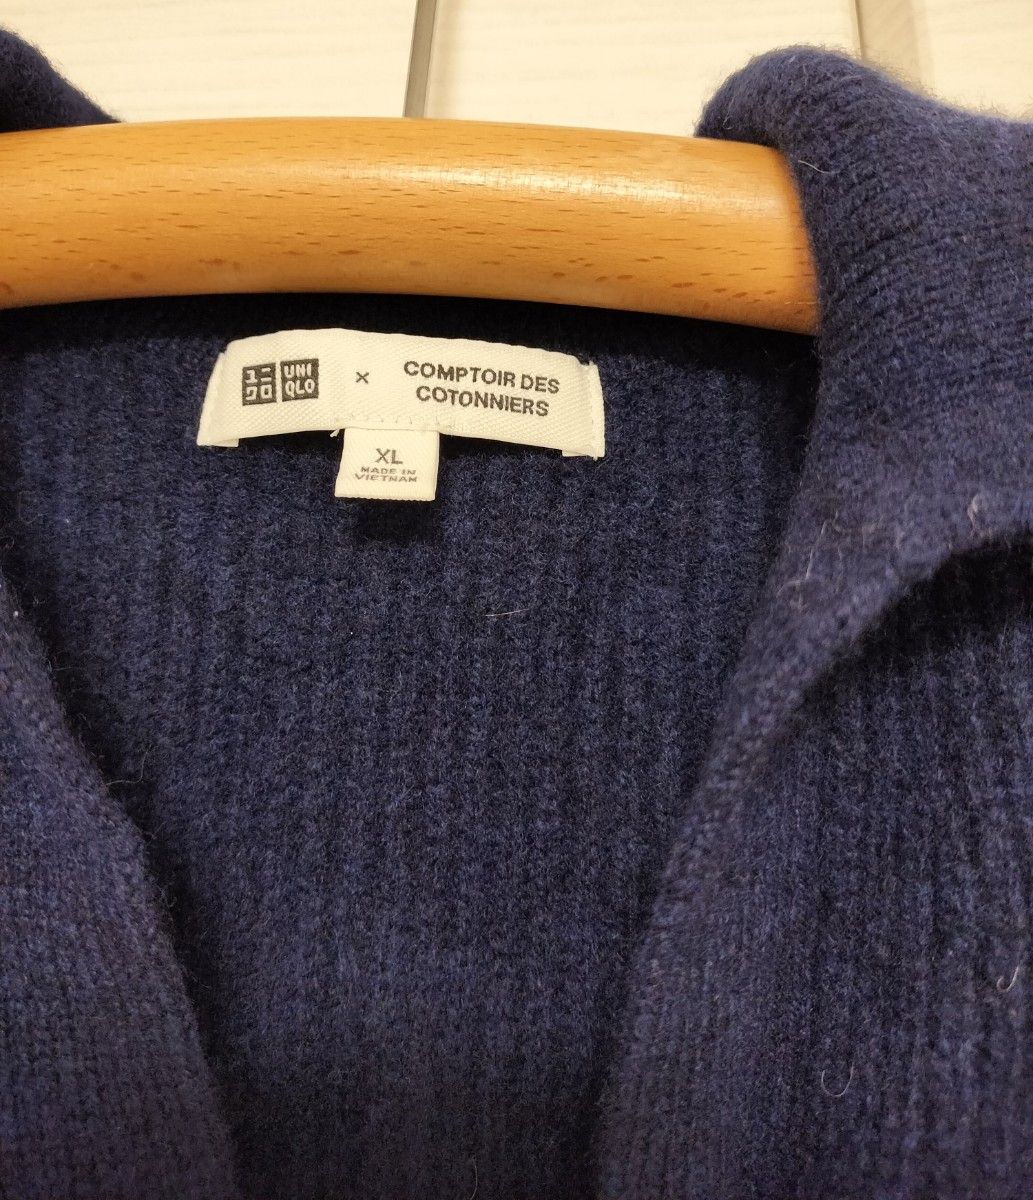 ユニクロ UNIQLO × COMPTOIR DES COTONNIERS
XL
MADE IN
VIETNAM